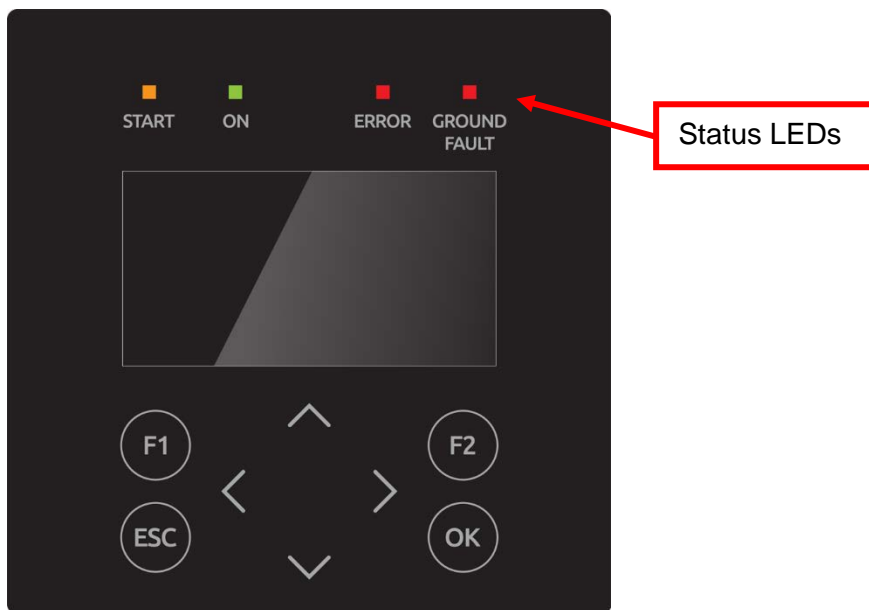 START ON ERROR GROUND
FAULT
Status LEDs
F1 F2
ESC OK